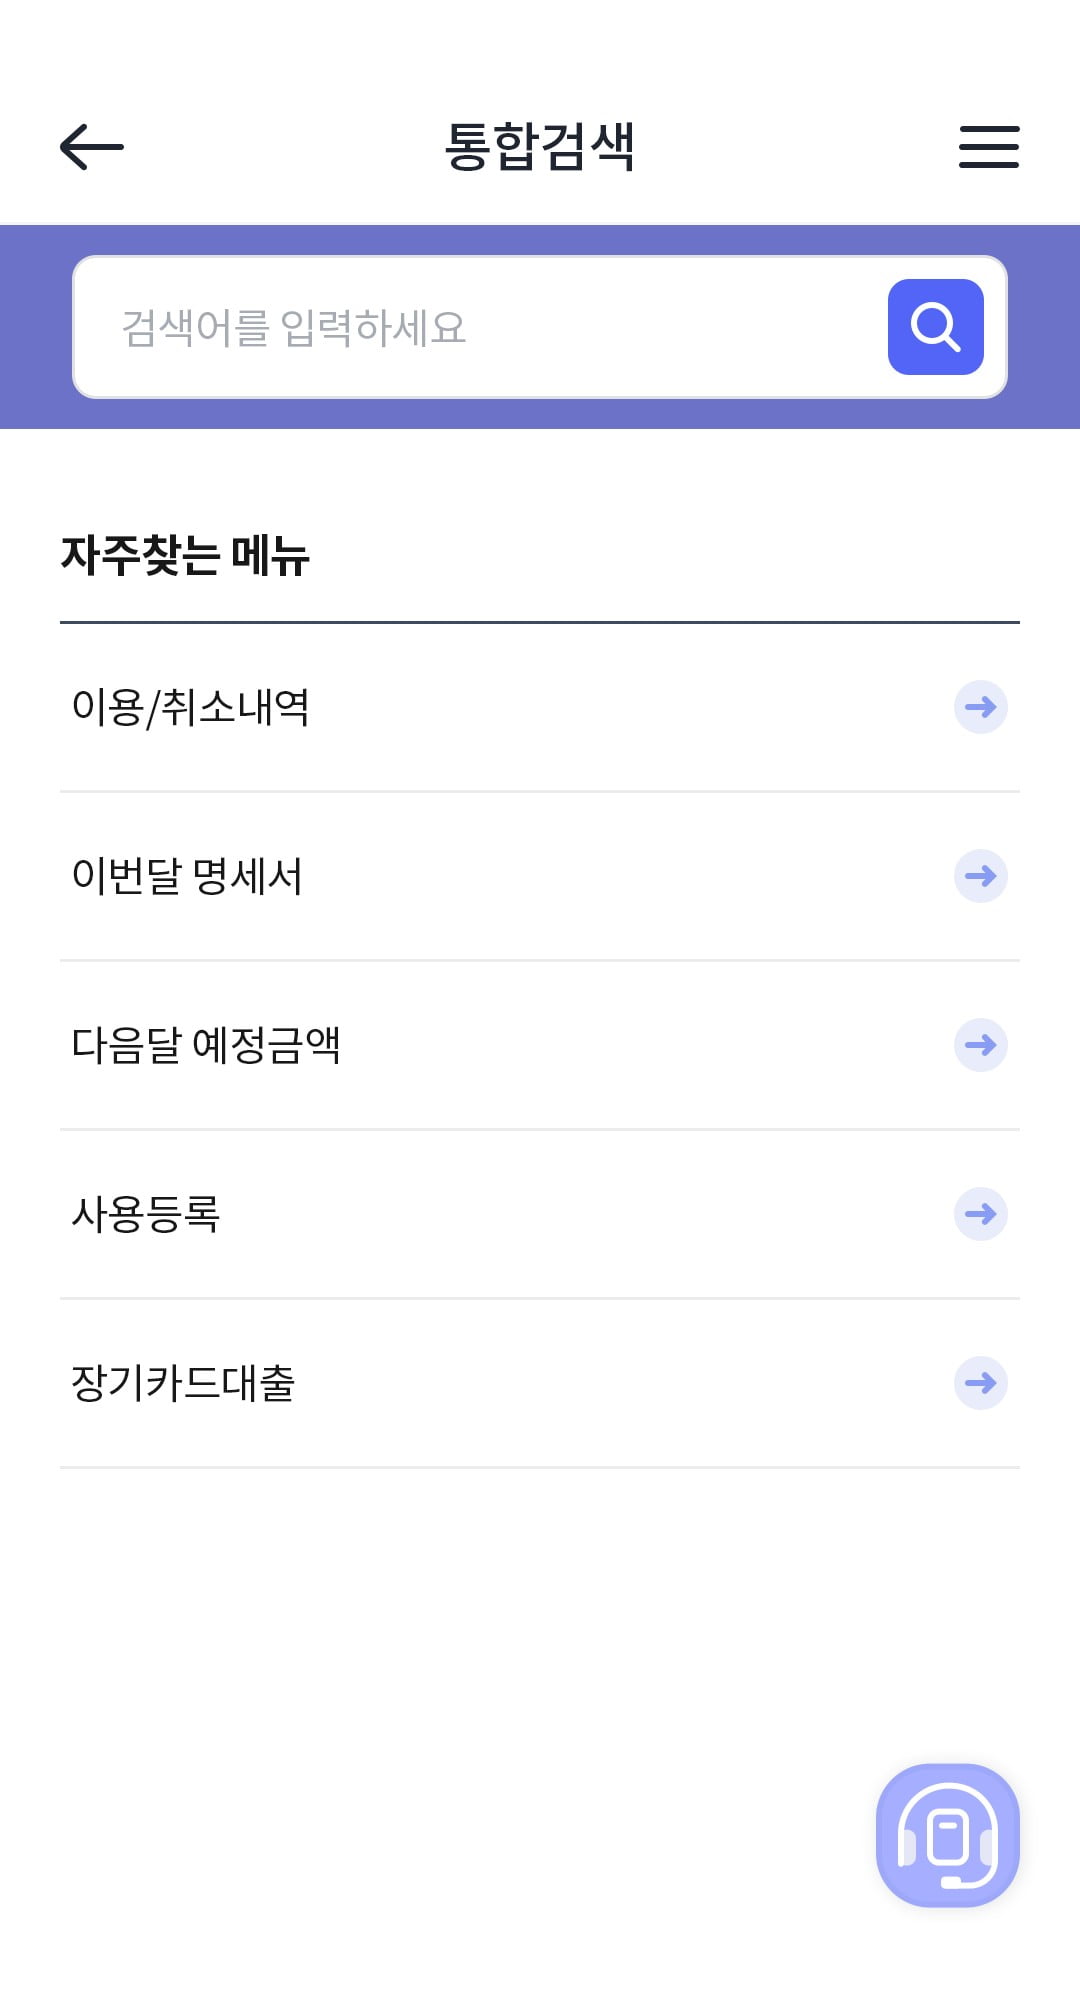 통합검색
검색어를 입력하세요
자주찾는 메뉴
이용/취소내역
이번달 명세서
다음달 예정금액
사용등록
장기카드대출